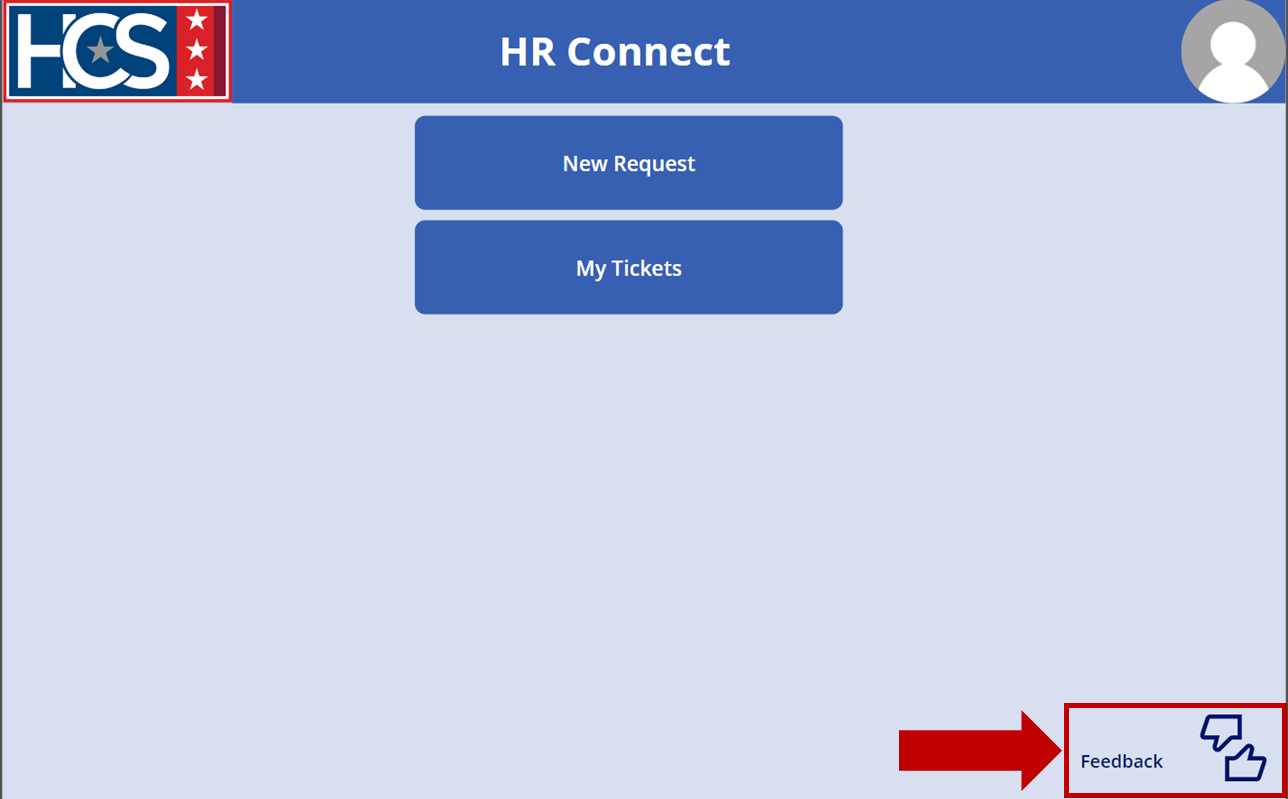 HCS
HR Connect
New Request
My Tickets
Feedback